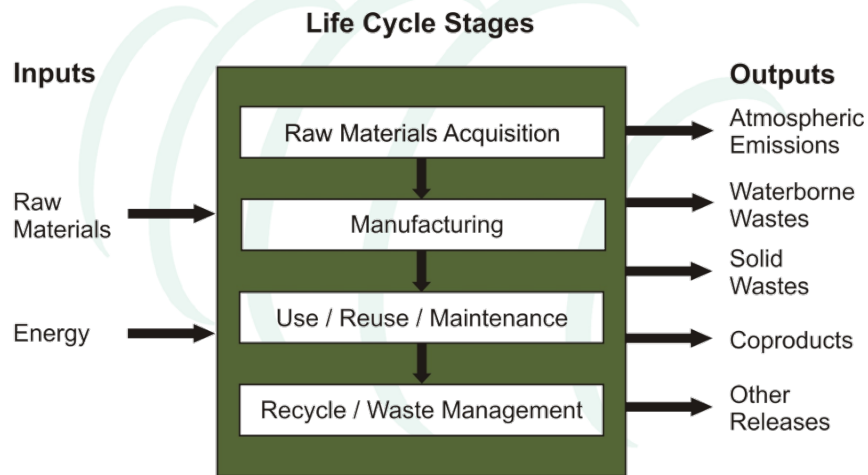 Life Cycle Stages
Inputs
Raw
Materials
Energy
Raw Materials Acquisition
Manufacturing
Use / Reuse / Maintenance
Recycle / Waste Management
Outputs
Atmospheric
Emissions
Waterborne
Wastes
Solid
Wastes
Coproducts
Other
Releases